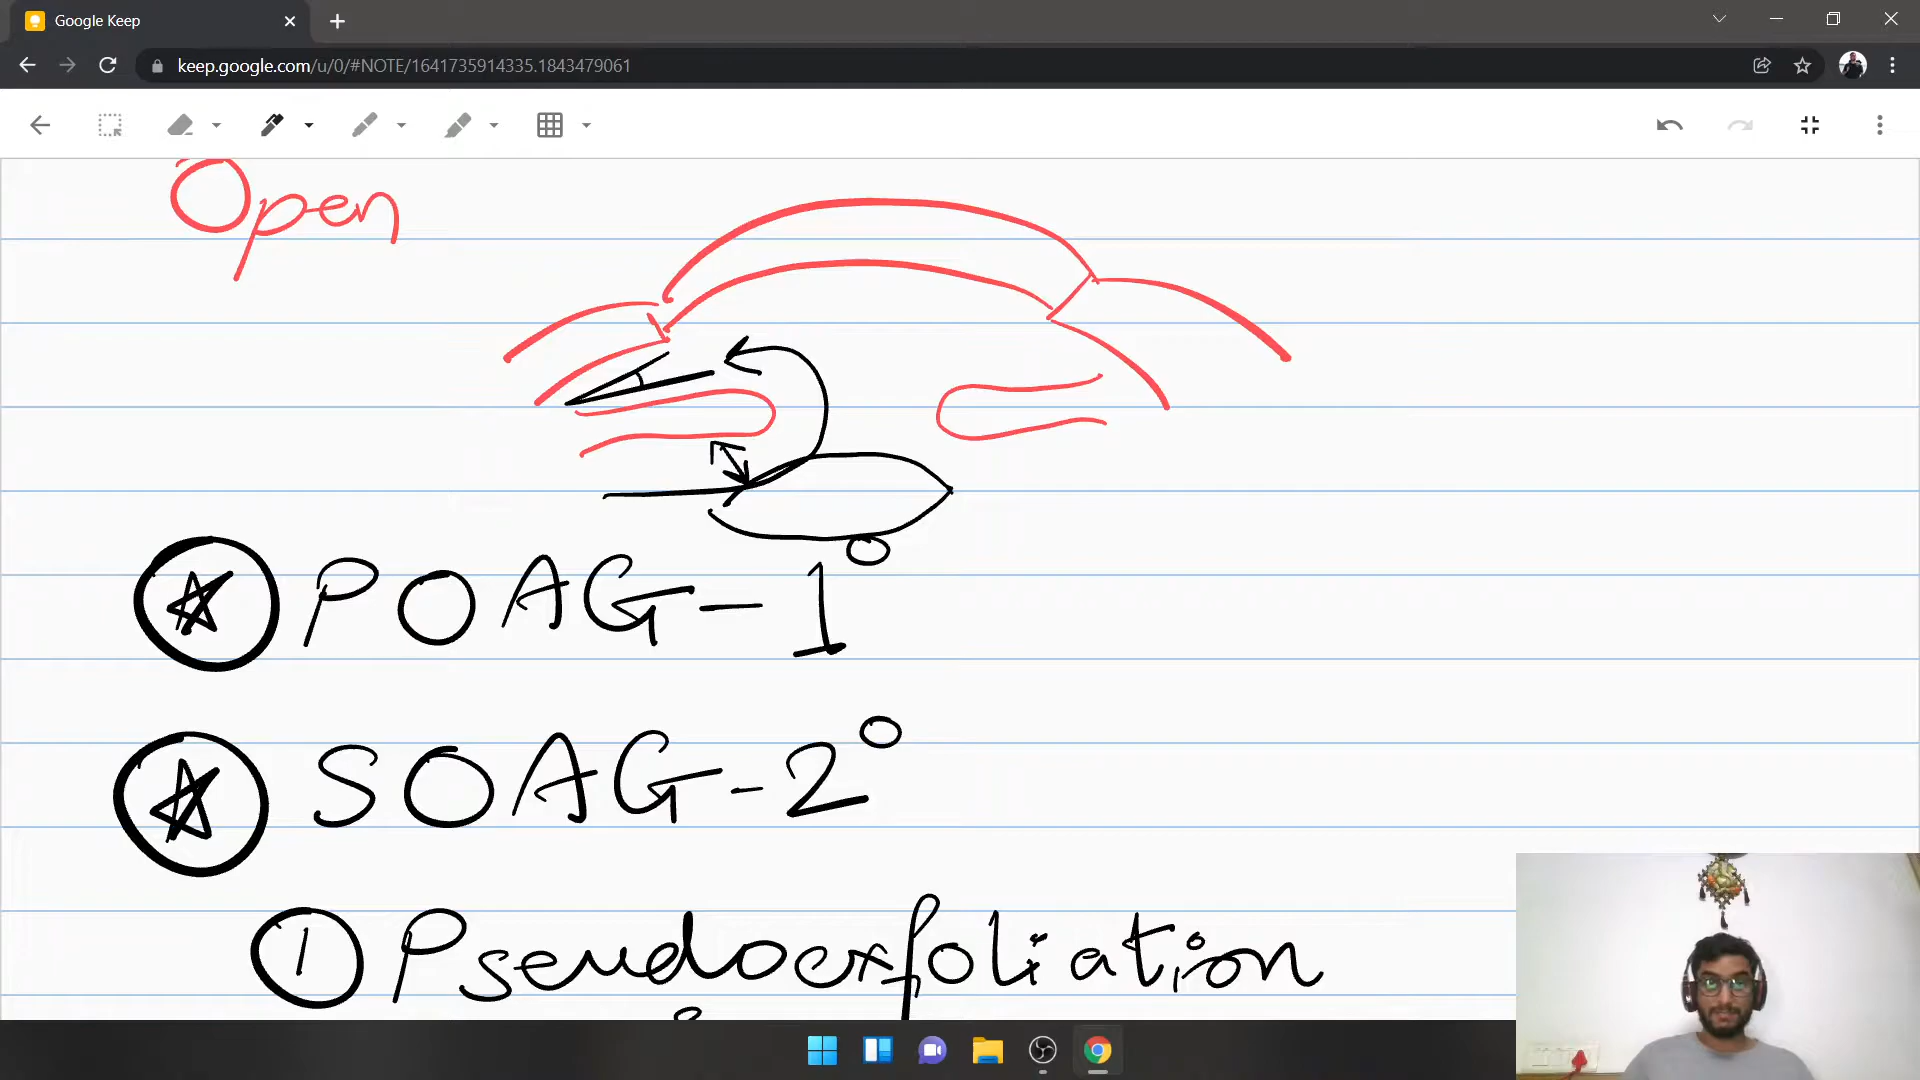 Google Keep
keep.google.com/u/0/#NOTE/1641735914335.1843479061
Open
POAG-1°
SOAG-2°
1 Pseudoexfoliation